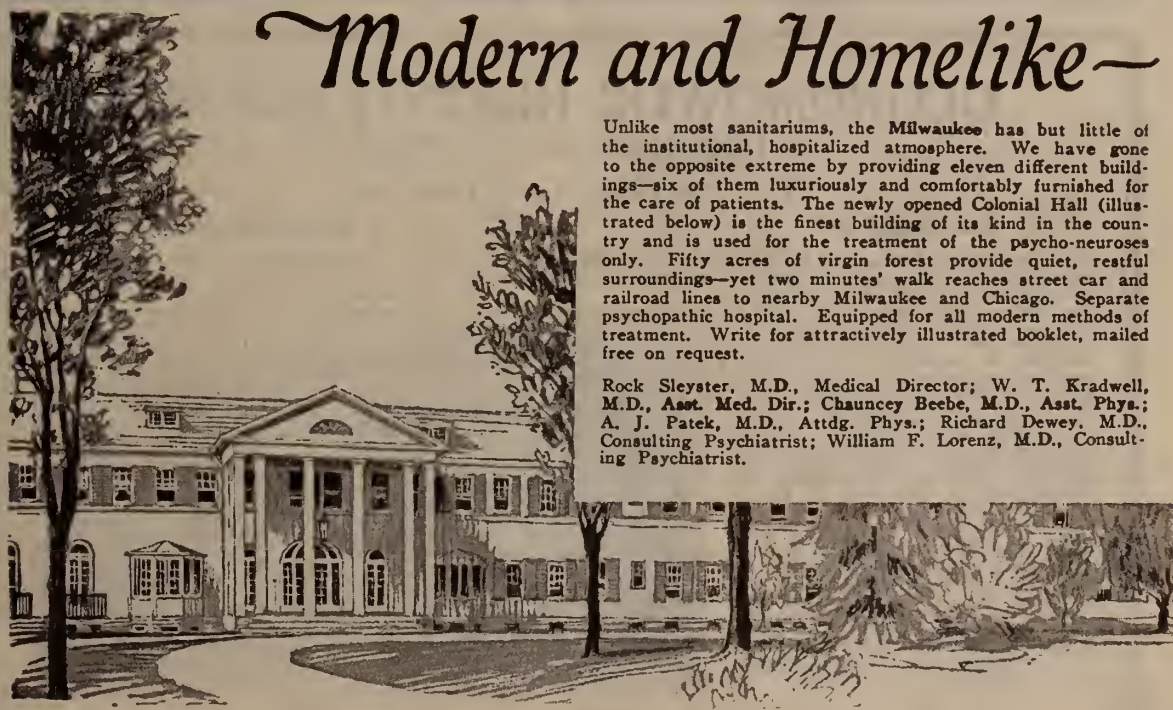 Modern and Homelike—
Unlike most sanitariums, the Milwaukee has but little of
the institutional, hospitalized atmosphere. We have gone
to the opposite extreme by providing eleven different build-
ings—six of them luxuriously and comfortably furnished for
the care of patients. The newly opened Colonial Hall (illus-
trated below) is the finest building of its kind in the coun-
try and is used for the treatment of the psycho-neuroses
only. Fifty acres of virgin forest provide quiet, restful
surroundings—yet two minutes' walk reaches street car and
railroad lines to nearby Milwaukee and Chicago. Separate
psychopathic hospital. Equipped for all modern methods of
treatment. Write for attractively illustrated booklet, mailed
free on request.
Rock Sleyster, M.D., Medical Director; W. T. Kradwell,
M.D., Asst. Med. Dir.; Chauncey Beebe, M.D., Asst. Phys.;
A. J. Patek, M.D., Attdg. Phys.; Richard Dewey, M.D.,
Consulting Psychiatrist; William F. Lorenz, M.D., Consult-
ing Psychiatrist.